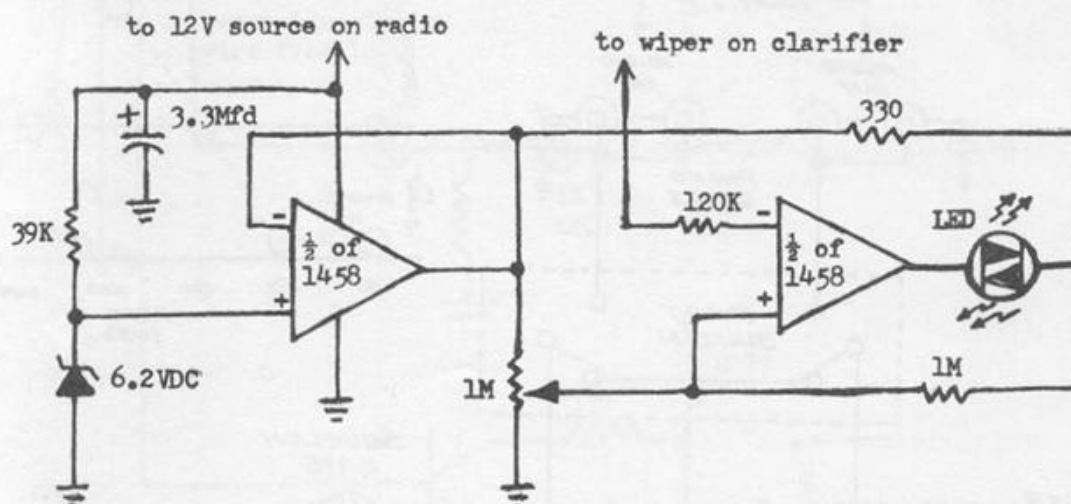 to 12V source on radio
to wiper on clarifier
+
3.3Mfd
330
39K
-
½ of
1458
+
120K
-
½ of
1458
+
LED
6.2VDC
1M
1M